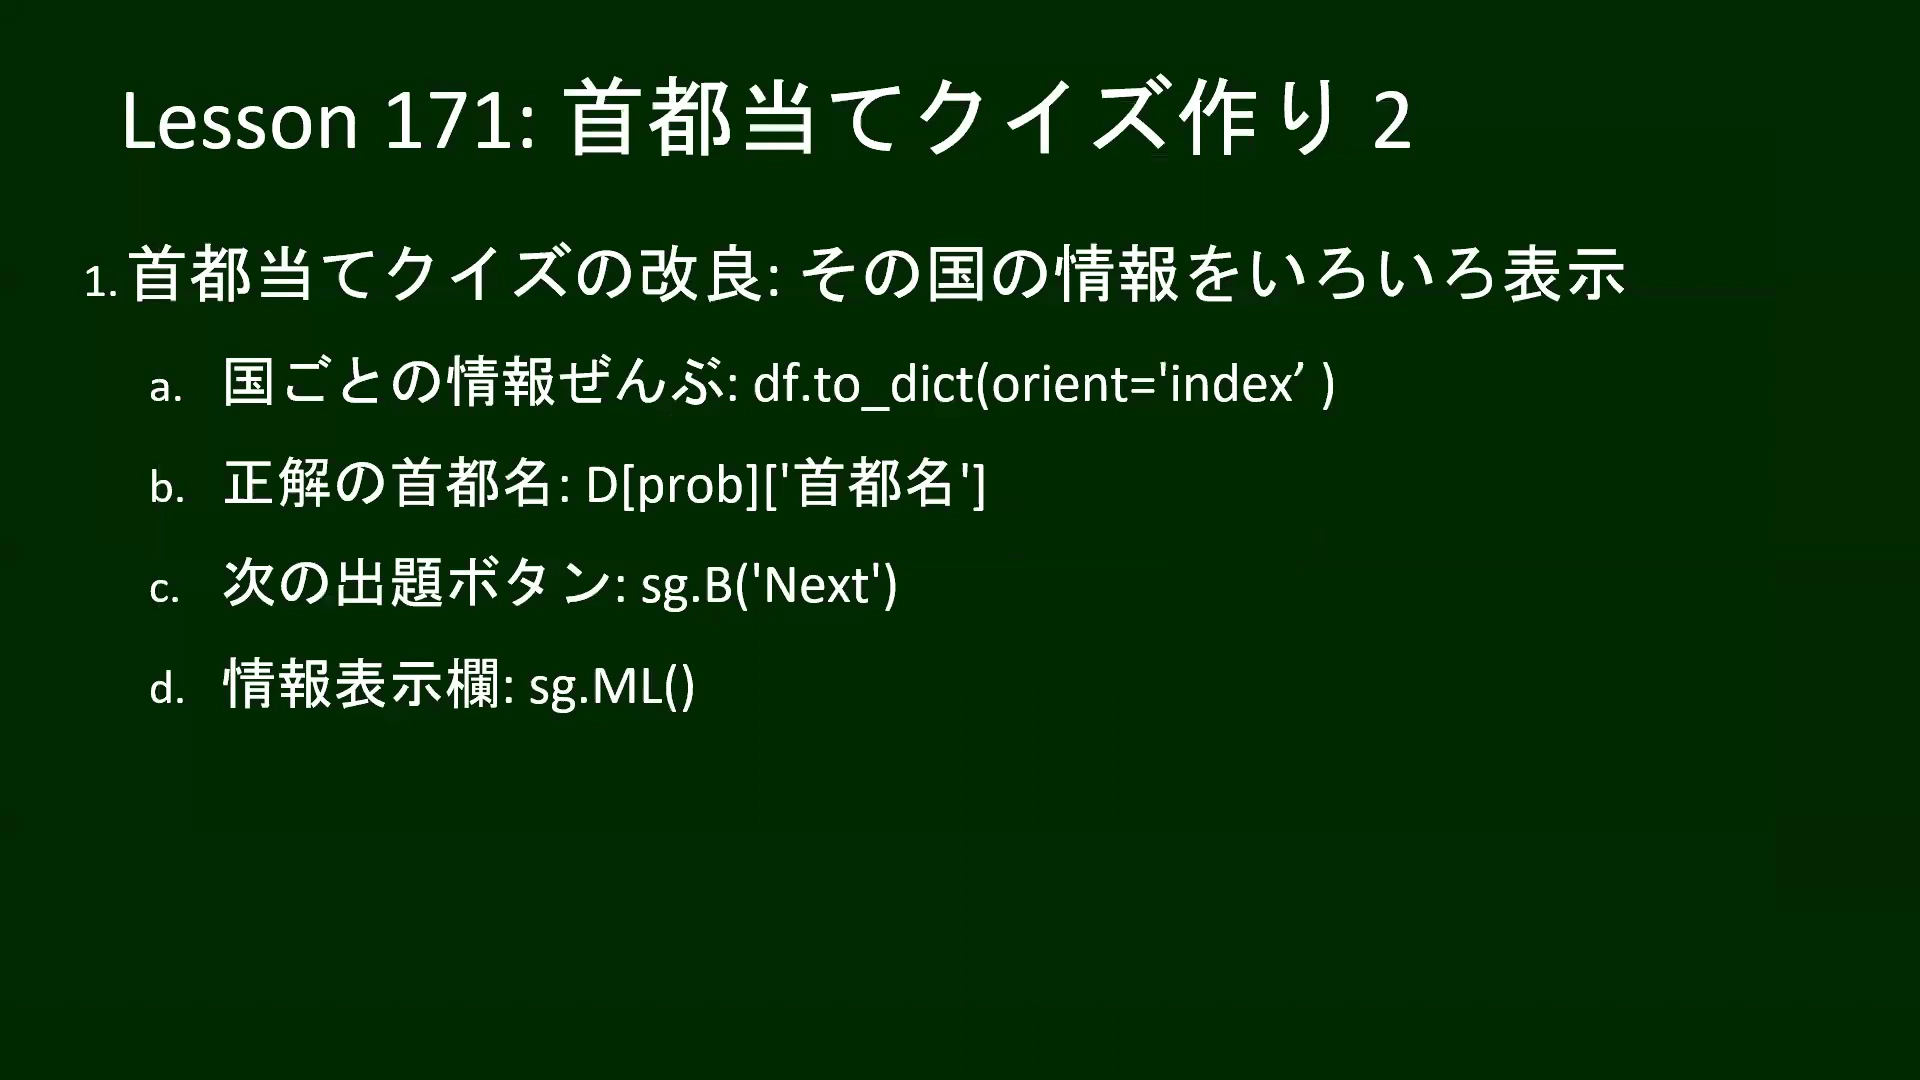 Lesson 171: 首都当てクイズ作り 2
1. 首都当てクイズの改良: その国の情報をいろいろ表示
a. 国ごとの情報ぜんぶ: df.to_dict(orient='index’ )
b. 正解の首都名: D[prob]['首都名']
c. 次の出題ボタン: sg.B('Next')
d. 情報表示欄: sg.ML()